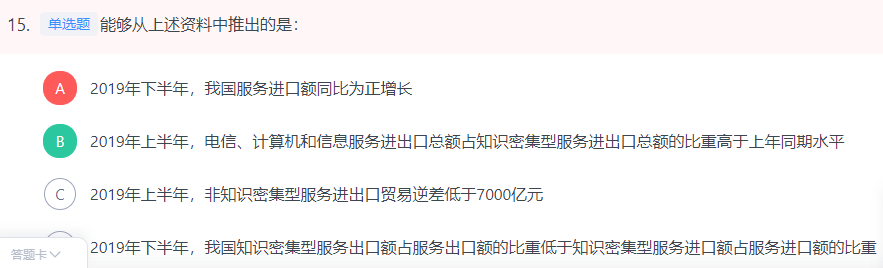 15. 单选题 能够从上述资料中推出的是：
A 2019年下半年，我国服务进口额同比为正增长
B 2019年上半年，电信、计算机和信息服务进出口总额占知识密集型服务进出口总额的比重高于上年同期水平
C 2019年上半年，非知识密集型服务进出口贸易逆差低于7000亿元
2019年下半年，我国知识密集型服务出口额占服务出口额的比重低于知识密集型服务进口额占服务进口额的比重
答题卡